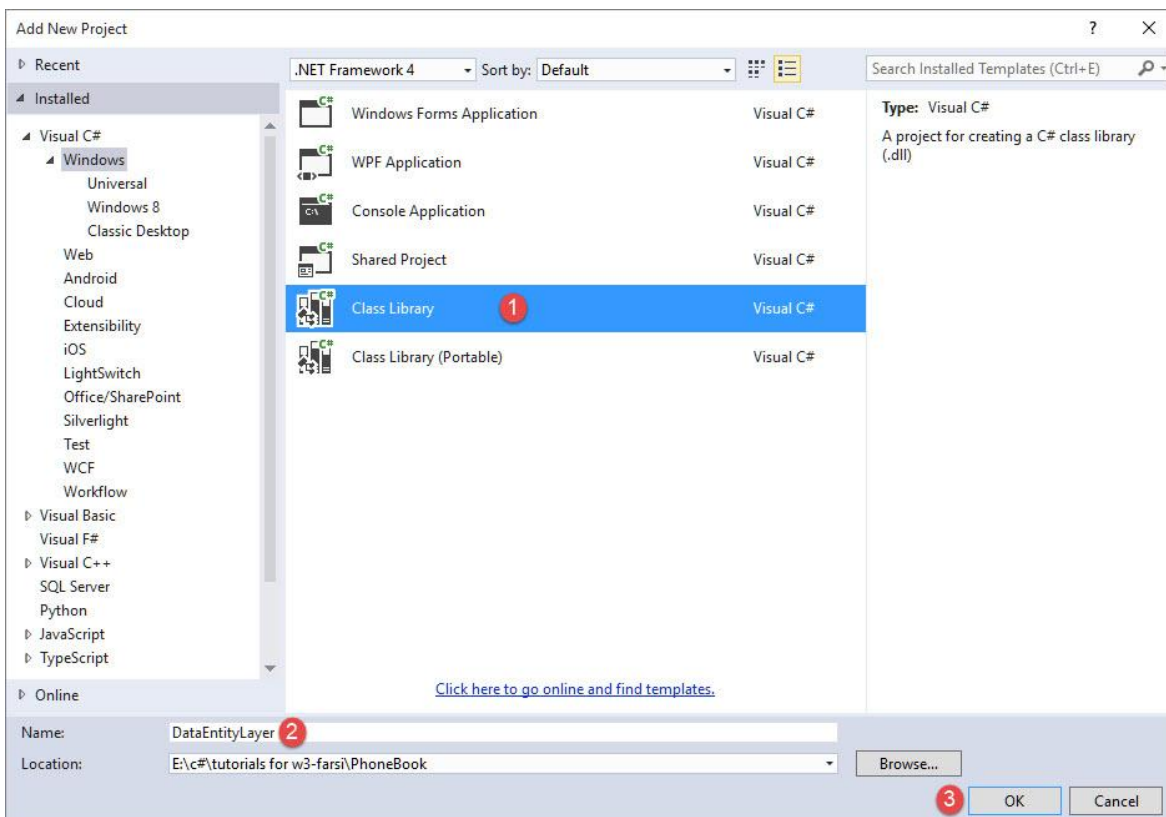 Add New Project
? ×
Recent
.NET Framework 4 Sort by: Default
Search Installed Templates (Ctrl+E)
Installed
Visual C#
Windows
Universal
Windows 8
Classic Desktop
Web
Android
Cloud
Extensibility
iOS
LightSwitch
Office/SharePoint
Silverlight
Test
WCF
Workflow
Visual Basic
Visual F#
Visual C++
SQL Server
Python
JavaScript
TypeScript
Online
Windows Forms Application Visual C#
WPF Application Visual C#
Console Application Visual C#
Shared Project Visual C#
Class Library 1 Visual C#
Class Library (Portable) Visual C#
Click here to go online and find templates.
Type: Visual C#
A project for creating a C# class library
(.dll)
Name: DataEntityLayer 2
Location: E:\c#\tutorials for w3-farsi\PhoneBook Browse...
3 OK Cancel